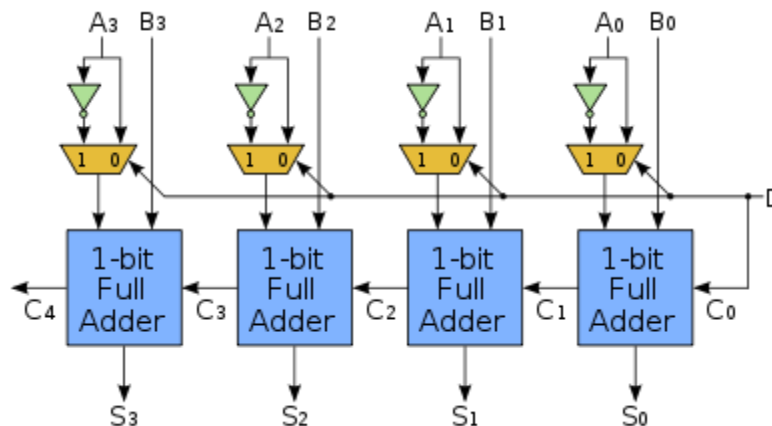 A3 B3 A2 B2 A1 B1 A0 B0
1 0 1 0 1 0 1 0
D
1-bit Full Adder 1-bit Full Adder 1-bit Full Adder 1-bit Full Adder
C4 C3 C2 C1 C0
S3 S2 S1 S0